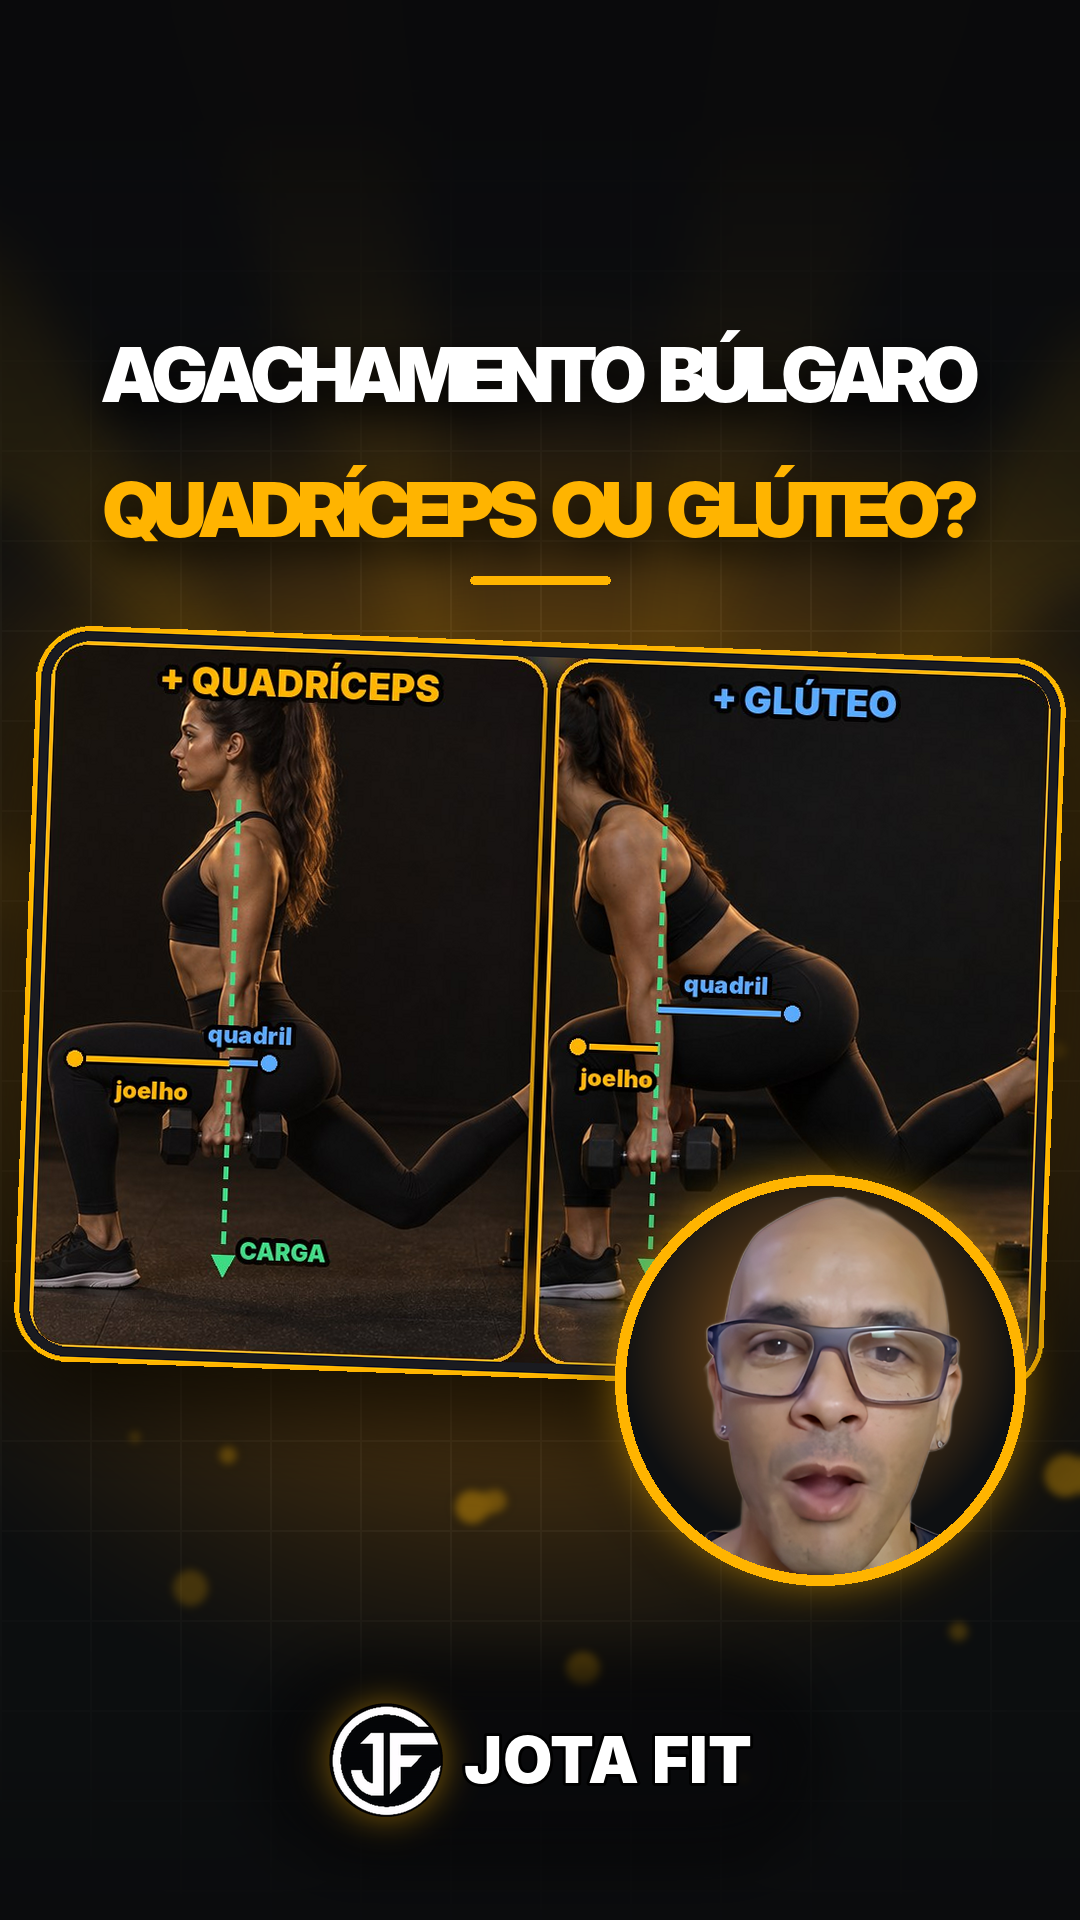 AGACHAMENTO BÚLGARO
QUADRÍCEPS OU GLÚTEO?
+ QUADRÍCEPS
quadril
joelho
CARGA
+ GLÚTEO
quadril
joelho
JF
JOTA FIT